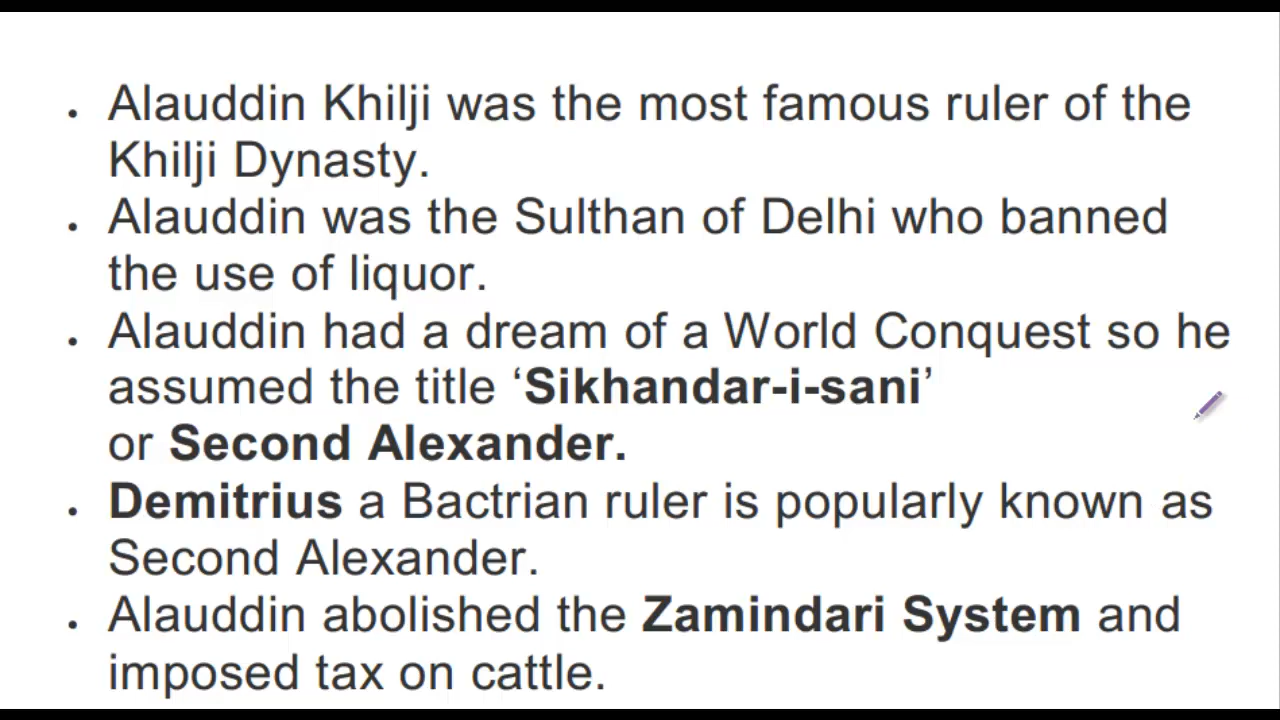 • Alauddin Khilji was the most famous ruler of the
Khilji Dynasty.
• Alauddin was the Sulthan of Delhi who banned
the use of liquor.
• Alauddin had a dream of a World Conquest so he
assumed the title ‘Sikhandar-i-sani’
or Second Alexander.
• Demitrius a Bactrian ruler is popularly known as
Second Alexander.
• Alauddin abolished the Zamindari System and
imposed tax on cattle.